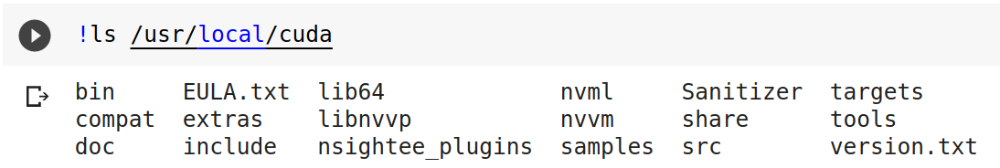 !ls /usr/local/cuda
bin EULA.txt lib64 nvml Sanitizer targets
compat extras libnvvp nvvm share tools
doc include nsightee_plugins samples src version.txt